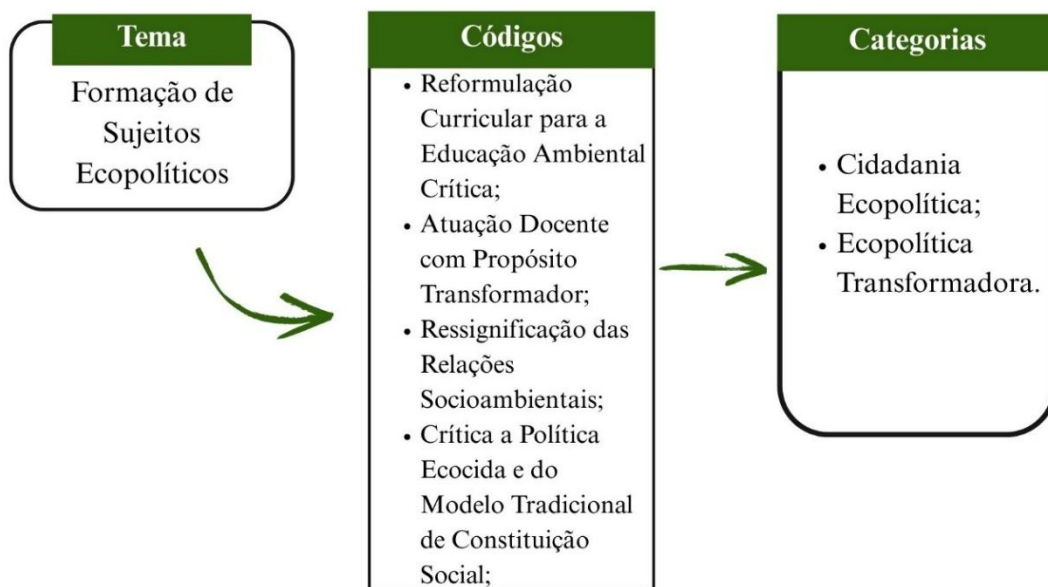 Tema
Formação de
Sujeitos
Ecopolíticos
Códigos
• Reformulação
Curricular para a
Educação Ambiental
Crítica;
• Atuação Docente
com Propósito
Transformador;
• Ressignificação das
Relações
Socioambientais;
• Crítica a Política
Ecocida e do
Modelo Tradicional
de Constituição
Social;
Categorias
• Cidadania
Ecopolítica;
• Ecopolítica
Transformadora.